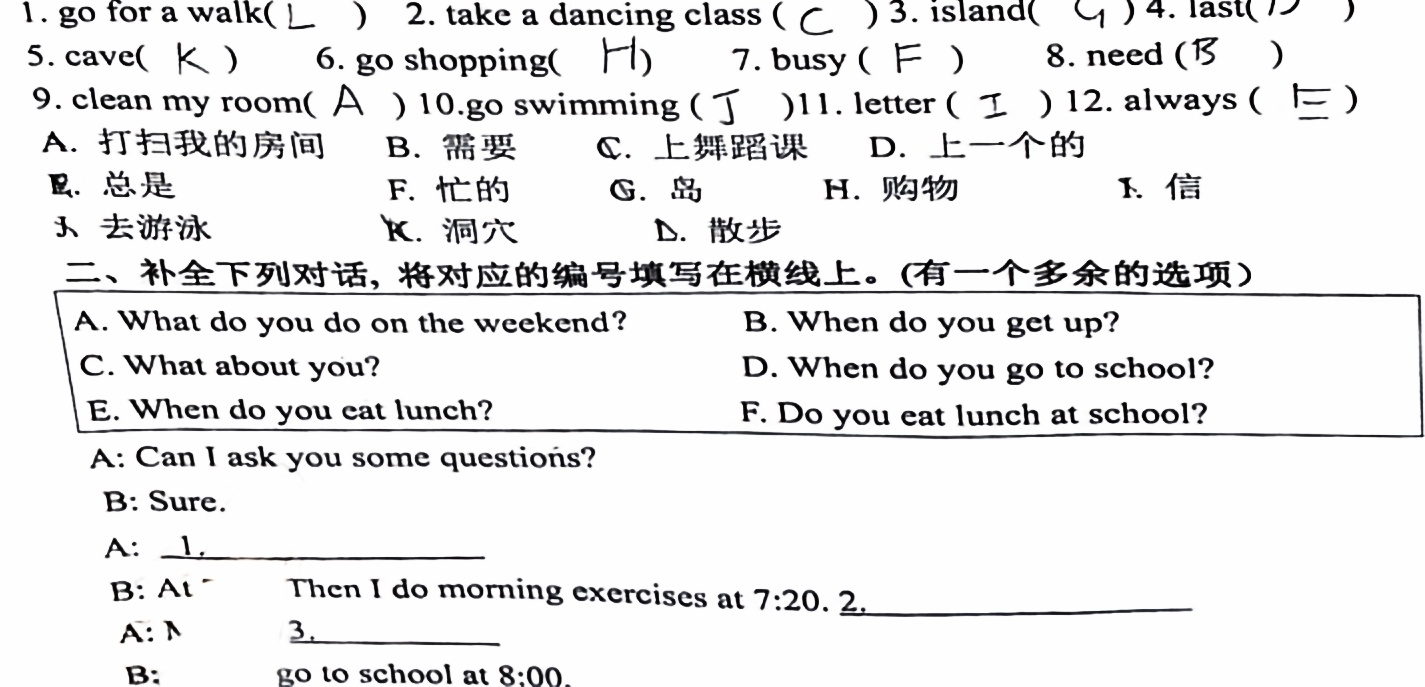 1. go for a walk( L ) 2. take a dancing class ( C ) 3. island( G ) 4. last( D )
5. cave( K ) 6. go shopping( H ) 7. busy ( F ) 8. need ( B )
9. clean my room( A ) 10.go swimming ( J )11. letter ( I ) 12. always ( E )
A. 打扫我的房间 B. 需要 C. 上舞蹈课 D. 上一个的
E. 总是 F. 忙的 G. 岛 H. 购物 I. 信
J. 去游泳 K. 洞穴 L. 散步
二、补全下列对话, 将对应的编号填写在横线上。(有一个多余的选项)
A. What do you do on the weekend? B. When do you get up?
C. What about you? D. When do you go to school?
E. When do you eat lunch? F. Do you eat lunch at school?
A: Can I ask you some questions?
B: Sure.
A: 1.
B: At Then I do morning exercises at 7:20. 2.
A: 3.
B: go to school at 8:00.